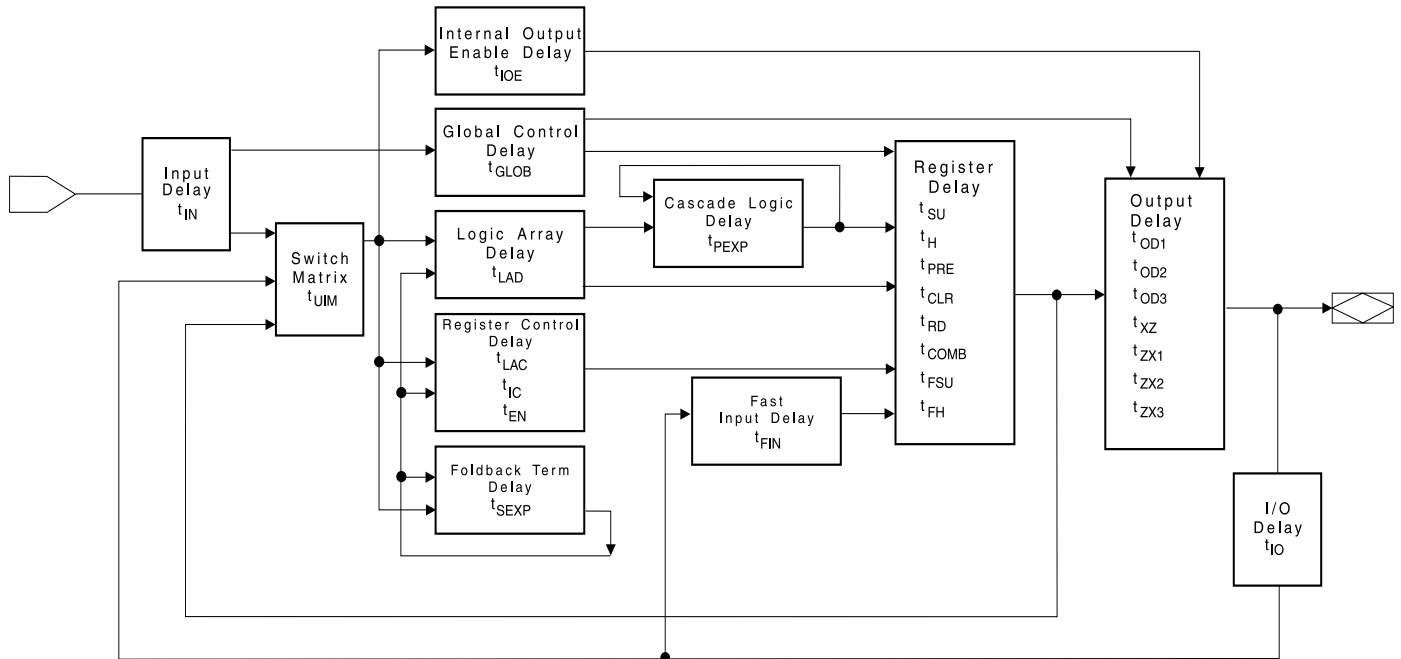 Internal Output
Enable Delay
tIOE
Global Control
Delay
tGLOB
Input
Delay
tIN
Switch
Matrix
tUIM
Logic Array
Delay
tLAD
Cascade Logic
Delay
tPEXP
Register Control
Delay
tLAC
tIC
tEN
Foldback Term
Delay
tSEXP
Fast
Input Delay
tFIN
Register
Delay
tSU
tH
tPRE
tCLR
tRD
tCOMB
tFSU
tFH
Output
Delay
tOD1
tOD2
tOD3
tXZ
tZX1
tZX2
tZX3
I/O
Delay
tIO